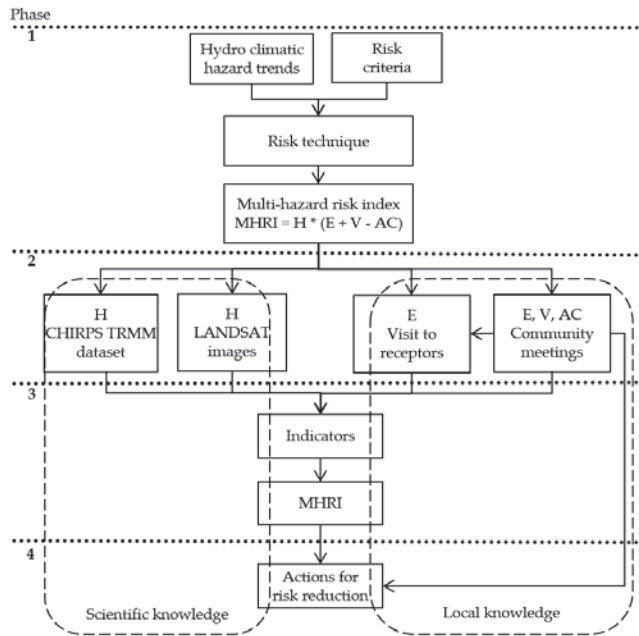 Phase
1
Hydro climatic
hazard trends
Risk
criteria
Risk technique
Multi-hazard risk index
MHRI = H * (E + V - AC)
2
H
CHIRPS TRMM
dataset
H
LANDSAT
images
E
Visit to
receptors
E, V, AC
Community
meetings
3
Indicators
MHRI
4
Actions for
risk reduction
Scientific knowledge
Local knowledge